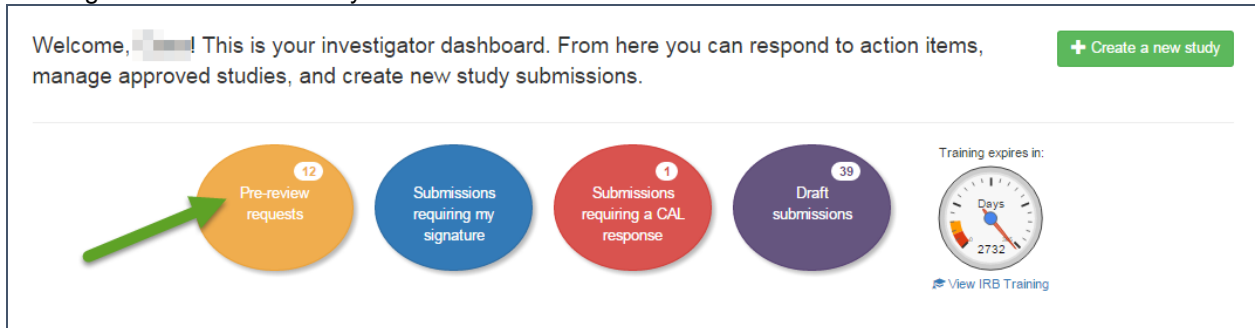 Welcome, ! This is your investigator dashboard. From here you can respond to action items,
manage approved studies, and create new study submissions.
+ Create a new study
12
Pre-review
requests
Submissions
requiring my
signature
1
Submissions
requiring a CAL
response
39
Draft
submissions
Training expires in:
Days
2732
View IRB Training